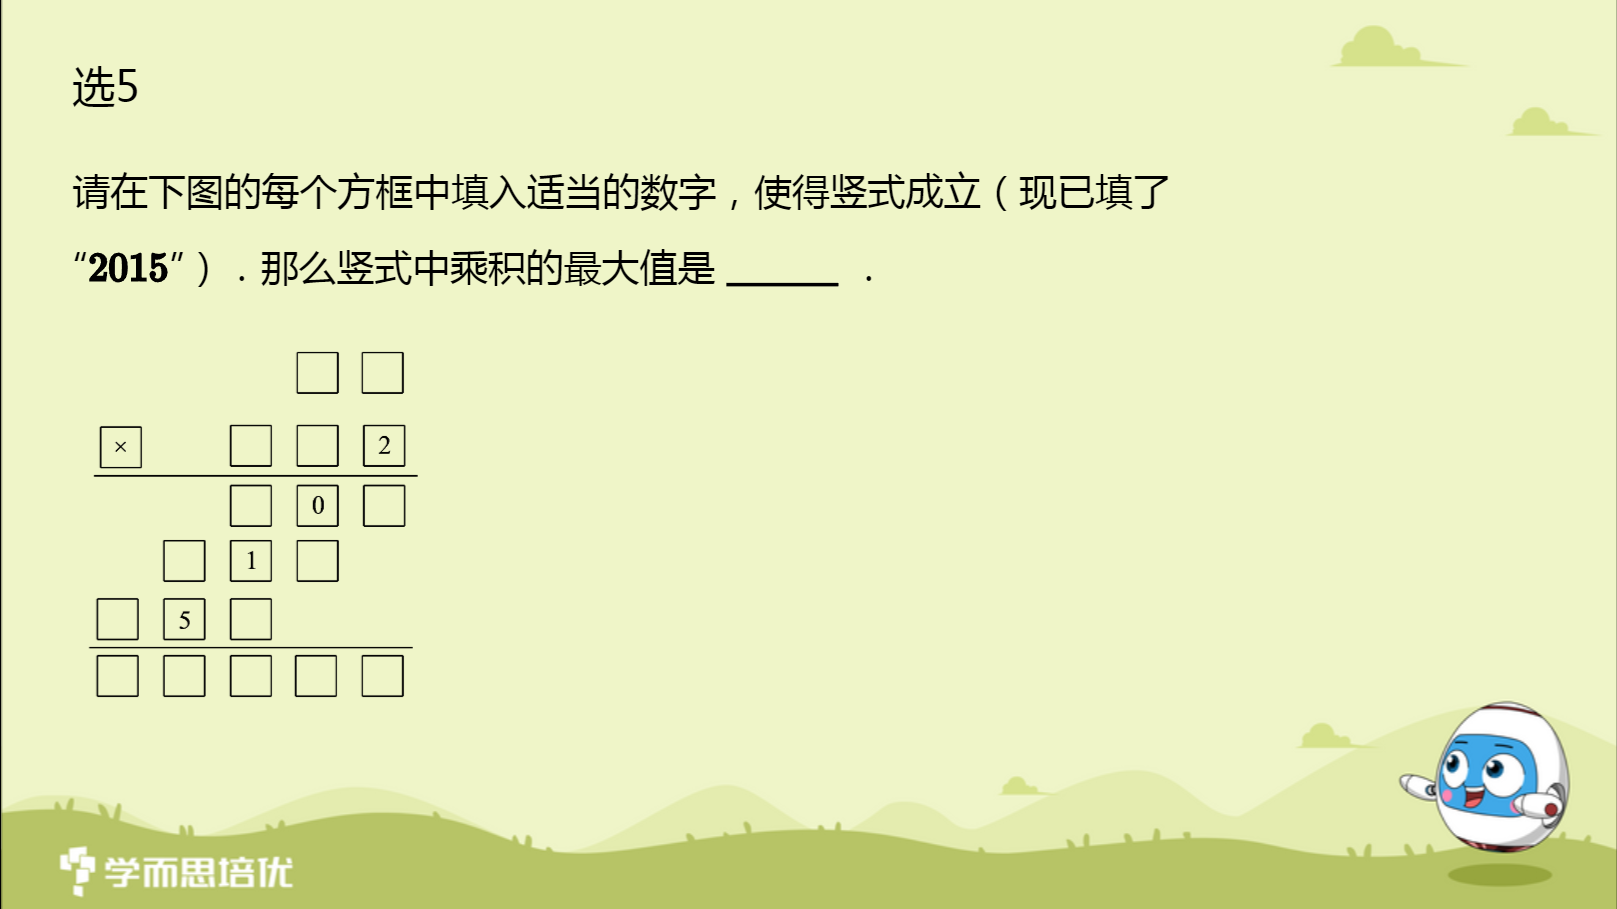 选5
请在下图的每个方框中填入适当的数字，使得竖式成立（现已填了
“2015”）．那么竖式中乘积的最大值是 ______ ．
× 2
0
1
5
学而思培优